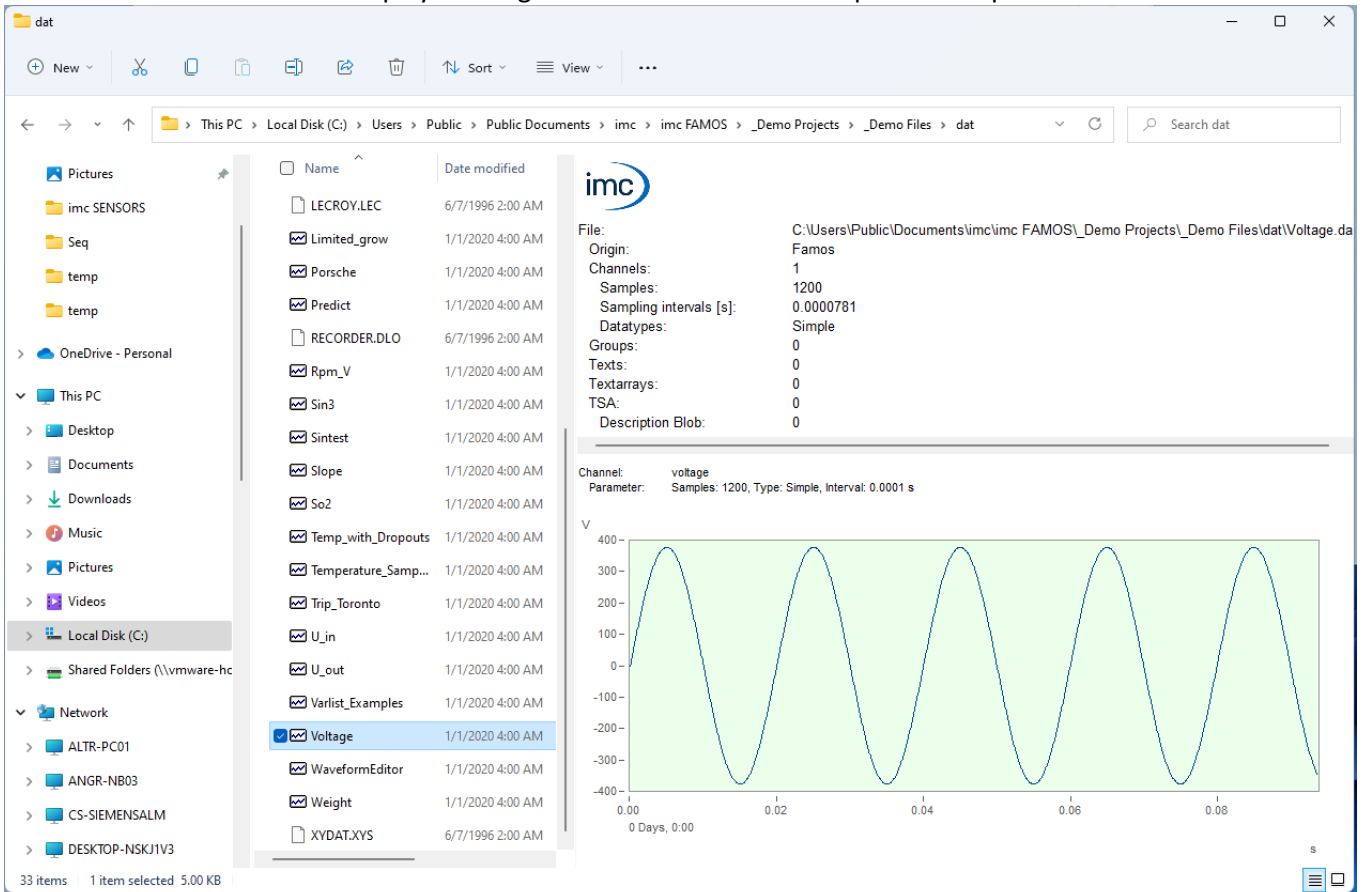 dat
New
Sort
View
This PC > Local Disk (C:) > Users > Public > Public Documents > imc > imc FAMOS > _Demo Projects > _Demo Files > dat
Search dat
Pictures
imc SENSORS
Seq
temp
temp
OneDrive - Personal
This PC
Desktop
Documents
Downloads
Music
Pictures
Videos
Local Disk (C:)
Shared Folders (\\vmware-hc
Network
ALTR-PC01
ANGR-NB03
CS-SIEMENSALM
DESKTOP-NSKJ1V3
Name Date modified
LECROY.LEC 6/7/1996 2:00 AM
Limited_grow 1/1/2020 4:00 AM
Porsche 1/1/2020 4:00 AM
Predict 1/1/2020 4:00 AM
RECORDER.DLO 6/7/1996 2:00 AM
Rpm_V 1/1/2020 4:00 AM
Sin3 1/1/2020 4:00 AM
Sintest 1/1/2020 4:00 AM
Slope 1/1/2020 4:00 AM
So2 1/1/2020 4:00 AM
Temp_with_Dropouts 1/1/2020 4:00 AM
Temperature_Samp... 1/1/2020 4:00 AM
Trip_Toronto 1/1/2020 4:00 AM
U_in 1/1/2020 4:00 AM
U_out 1/1/2020 4:00 AM
Varlist_Examples 1/1/2020 4:00 AM
Voltage 1/1/2020 4:00 AM
WaveformEditor 1/1/2020 4:00 AM
Weight 1/1/2020 4:00 AM
XYDAT.XYS 6/7/1996 2:00 AM
imc
File: C:\Users\Public\Documents\imc\imc FAMOS\_Demo Projects\_Demo Files\dat\Voltage.da
Origin: Famos
Channels: 1
Samples: 1200
Sampling intervals [s]: 0.0000781
Datatypes: Simple
Groups: 0
Texts: 0
Textarrays: 0
TSA: 0
Description Blob: 0
Channel: voltage
Parameter: Samples: 1200, Type: Simple, Interval: 0.0001 s
V
400
300
200
100
0
-100
-200
-300
-400
0.00 0.02 0.04 0.06 0.08
0 Days, 0:00
s
33 items 1 item selected 5.00 KB